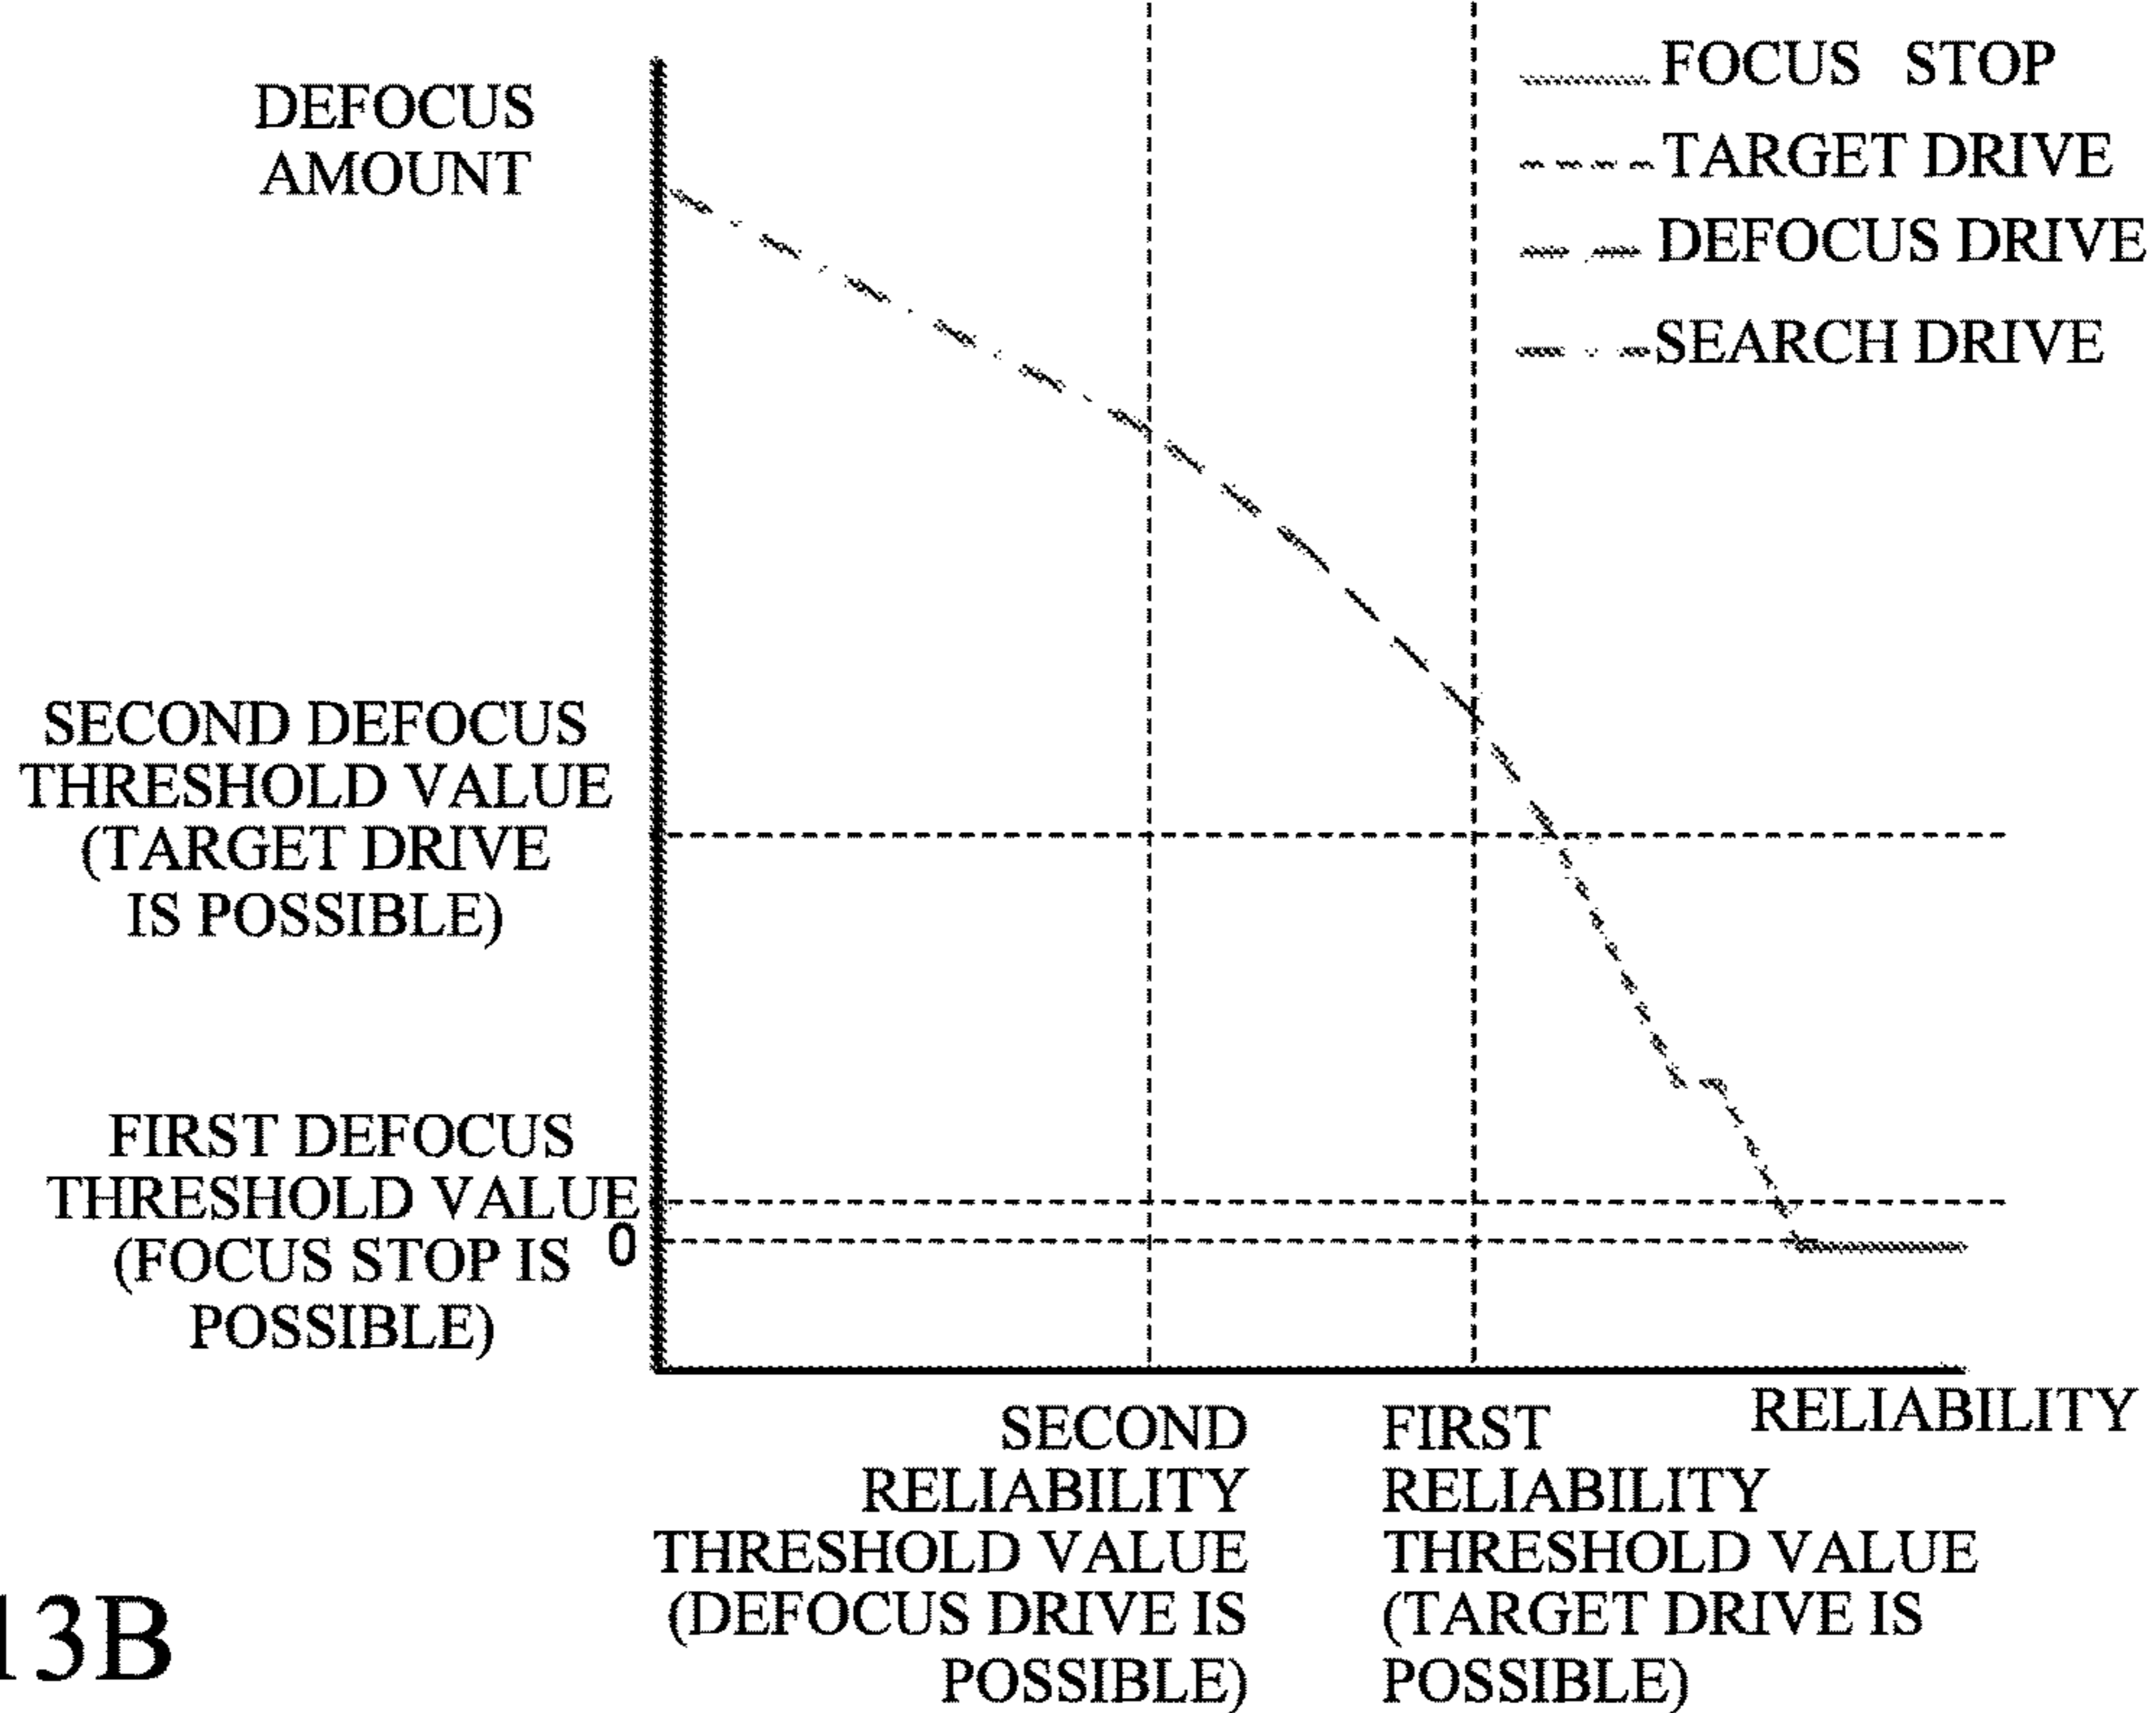 DEFOCUS
AMOUNT
FOCUS STOP
TARGET DRIVE
DEFOCUS DRIVE
SEARCH DRIVE
SECOND DEFOCUS
THRESHOLD VALUE
(TARGET DRIVE
IS POSSIBLE)
FIRST DEFOCUS
THRESHOLD VALUE
(FOCUS STOP IS
POSSIBLE)
0
RELIABILITY
SECOND
RELIABILITY
THRESHOLD VALUE
(DEFOCUS DRIVE IS
POSSIBLE)
FIRST
RELIABILITY
THRESHOLD VALUE
(TARGET DRIVE IS
POSSIBLE)
13B